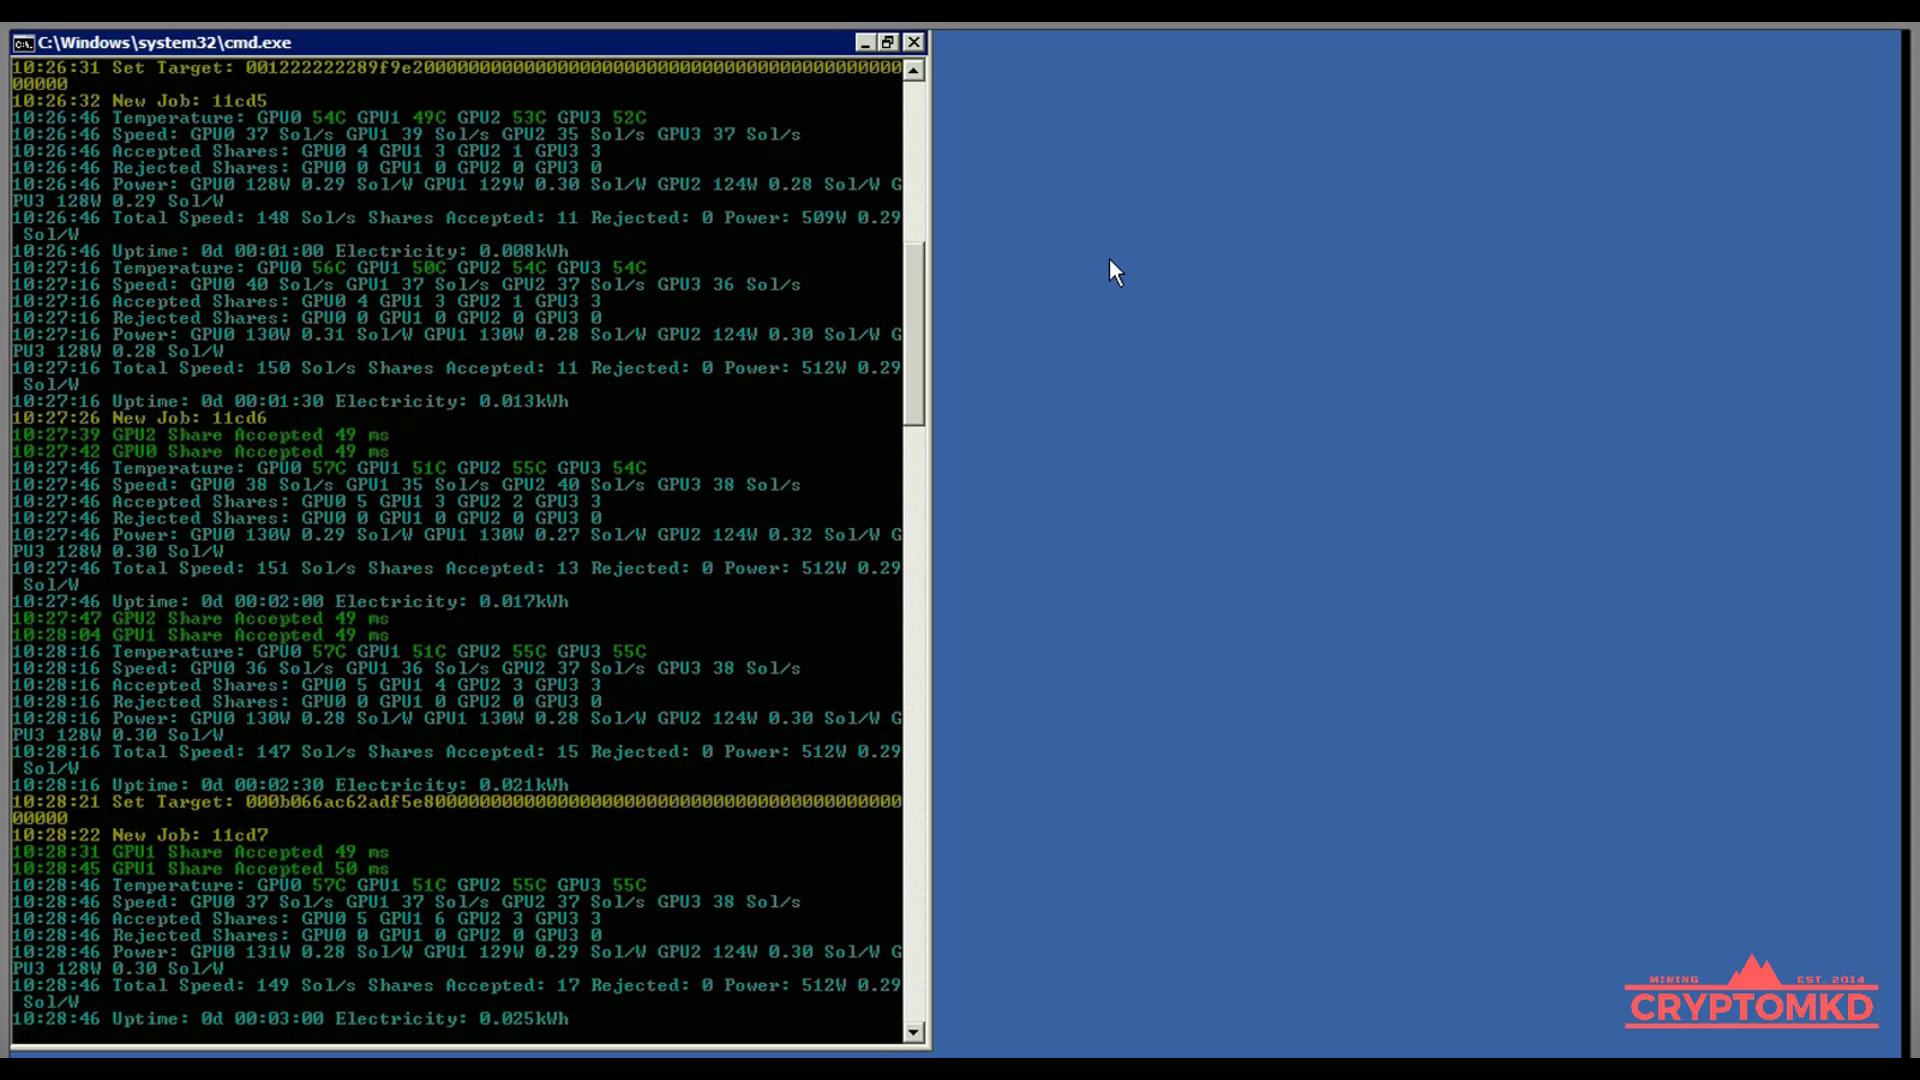 C:\Windows\system32\cmd.exe
10:26:31 Set Target: 001222222289f9e2000000000000000000000000000000000000000000
00000
10:26:32 New Job: 11cd5
10:26:46 Temperature: GPU0 54C GPU1 49C GPU2 53C GPU3 52C
10:26:46 Speed: GPU0 37 Sol/s GPU1 39 Sol/s GPU2 35 Sol/s GPU3 37 Sol/s
10:26:46 Accepted Shares: GPU0 4 GPU1 3 GPU2 1 GPU3 3
10:26:46 Rejected Shares: GPU0 0 GPU1 0 GPU2 0 GPU3 0
10:26:46 Power: GPU0 128W 0.29 Sol/W GPU1 129W 0.30 Sol/W GPU2 124W 0.28 Sol/W G
PU3 128W 0.29 Sol/W
10:26:46 Total Speed: 148 Sol/s Shares Accepted: 11 Rejected: 0 Power: 509W 0.29
Sol/W
10:26:46 Uptime: 0d 00:01:00 Electricity: 0.008kWh
10:27:16 Temperature: GPU0 56C GPU1 50C GPU2 54C GPU3 54C
10:27:16 Speed: GPU0 40 Sol/s GPU1 37 Sol/s GPU2 37 Sol/s GPU3 36 Sol/s
10:27:16 Accepted Shares: GPU0 4 GPU1 3 GPU2 1 GPU3 3
10:27:16 Rejected Shares: GPU0 0 GPU1 0 GPU2 0 GPU3 0
10:27:16 Power: GPU0 130W 0.31 Sol/W GPU1 130W 0.28 Sol/W GPU2 124W 0.30 Sol/W G
PU3 128W 0.28 Sol/W
10:27:16 Total Speed: 150 Sol/s Shares Accepted: 11 Rejected: 0 Power: 512W 0.29
Sol/W
10:27:16 Uptime: 0d 00:01:30 Electricity: 0.013kWh
10:27:26 New Job: 11cd6
10:27:39 GPU2 Share Accepted 49 ms
10:27:42 GPU0 Share Accepted 49 ms
10:27:46 Temperature: GPU0 57C GPU1 51C GPU2 55C GPU3 54C
10:27:46 Speed: GPU0 38 Sol/s GPU1 35 Sol/s GPU2 40 Sol/s GPU3 38 Sol/s
10:27:46 Accepted Shares: GPU0 5 GPU1 3 GPU2 2 GPU3 3
10:27:46 Rejected Shares: GPU0 0 GPU1 0 GPU2 0 GPU3 0
10:27:46 Power: GPU0 130W 0.29 Sol/W GPU1 130W 0.27 Sol/W GPU2 124W 0.32 Sol/W G
PU3 128W 0.30 Sol/W
10:27:46 Total Speed: 151 Sol/s Shares Accepted: 13 Rejected: 0 Power: 512W 0.29
Sol/W
10:27:46 Uptime: 0d 00:02:00 Electricity: 0.017kWh
10:27:47 GPU2 Share Accepted 49 ms
10:28:04 GPU1 Share Accepted 49 ms
10:28:16 Temperature: GPU0 57C GPU1 51C GPU2 55C GPU3 55C
10:28:16 Speed: GPU0 36 Sol/s GPU1 36 Sol/s GPU2 37 Sol/s GPU3 38 Sol/s
10:28:16 Accepted Shares: GPU0 5 GPU1 4 GPU2 3 GPU3 3
10:28:16 Rejected Shares: GPU0 0 GPU1 0 GPU2 0 GPU3 0
10:28:16 Power: GPU0 130W 0.28 Sol/W GPU1 130W 0.28 Sol/W GPU2 124W 0.30 Sol/W G
PU3 128W 0.30 Sol/W
10:28:16 Total Speed: 147 Sol/s Shares Accepted: 15 Rejected: 0 Power: 512W 0.29
Sol/W
10:28:16 Uptime: 0d 00:02:30 Electricity: 0.021kWh
10:28:21 Set Target: 000b066ac62adf5e800000000000000000000000000000000000000000
00000
10:28:22 New Job: 11cd7
10:28:31 GPU1 Share Accepted 49 ms
10:28:45 GPU1 Share Accepted 50 ms
10:28:46 Temperature: GPU0 57C GPU1 51C GPU2 55C GPU3 55C
10:28:46 Speed: GPU0 37 Sol/s GPU1 37 Sol/s GPU2 37 Sol/s GPU3 38 Sol/s
10:28:46 Accepted Shares: GPU0 5 GPU1 6 GPU2 3 GPU3 3
10:28:46 Rejected Shares: GPU0 0 GPU1 0 GPU2 0 GPU3 0
10:28:46 Power: GPU0 131W 0.28 Sol/W GPU1 129W 0.29 Sol/W GPU2 124W 0.30 Sol/W G
PU3 128W 0.30 Sol/W
10:28:46 Total Speed: 149 Sol/s Shares Accepted: 17 Rejected: 0 Power: 512W 0.29
Sol/W
10:28:46 Uptime: 0d 00:03:00 Electricity: 0.025kWh
MINING EST. 2014
CRYPTOMKD